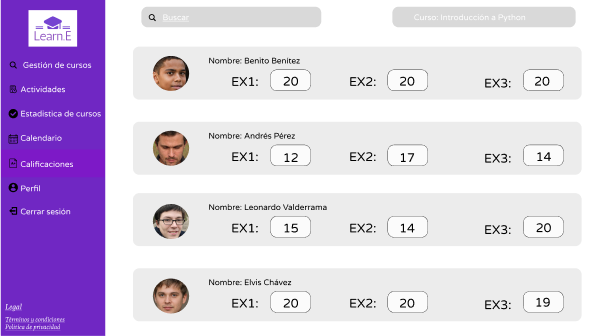 Learn.E
Gestión de cursos
Actividades
Estadistica de cursos
Calendario
Calificaciones
Perfil
Cerrar sesión
Legal
Términos y condiciones
Política de privacidad
Buscar
Curso: Introducción a Python
Nombre: Benito Benitez
EX1: 20 EX2: 20 EX3: 20
Nombre: Andrés Pérez
EX1: 12 EX2: 17 EX3: 14
Nombre: Leonardo Valderrama
EX1: 15 EX2: 14 EX3: 20
Nombre: Elvis Chávez
EX1: 20 EX2: 20 EX3: 19